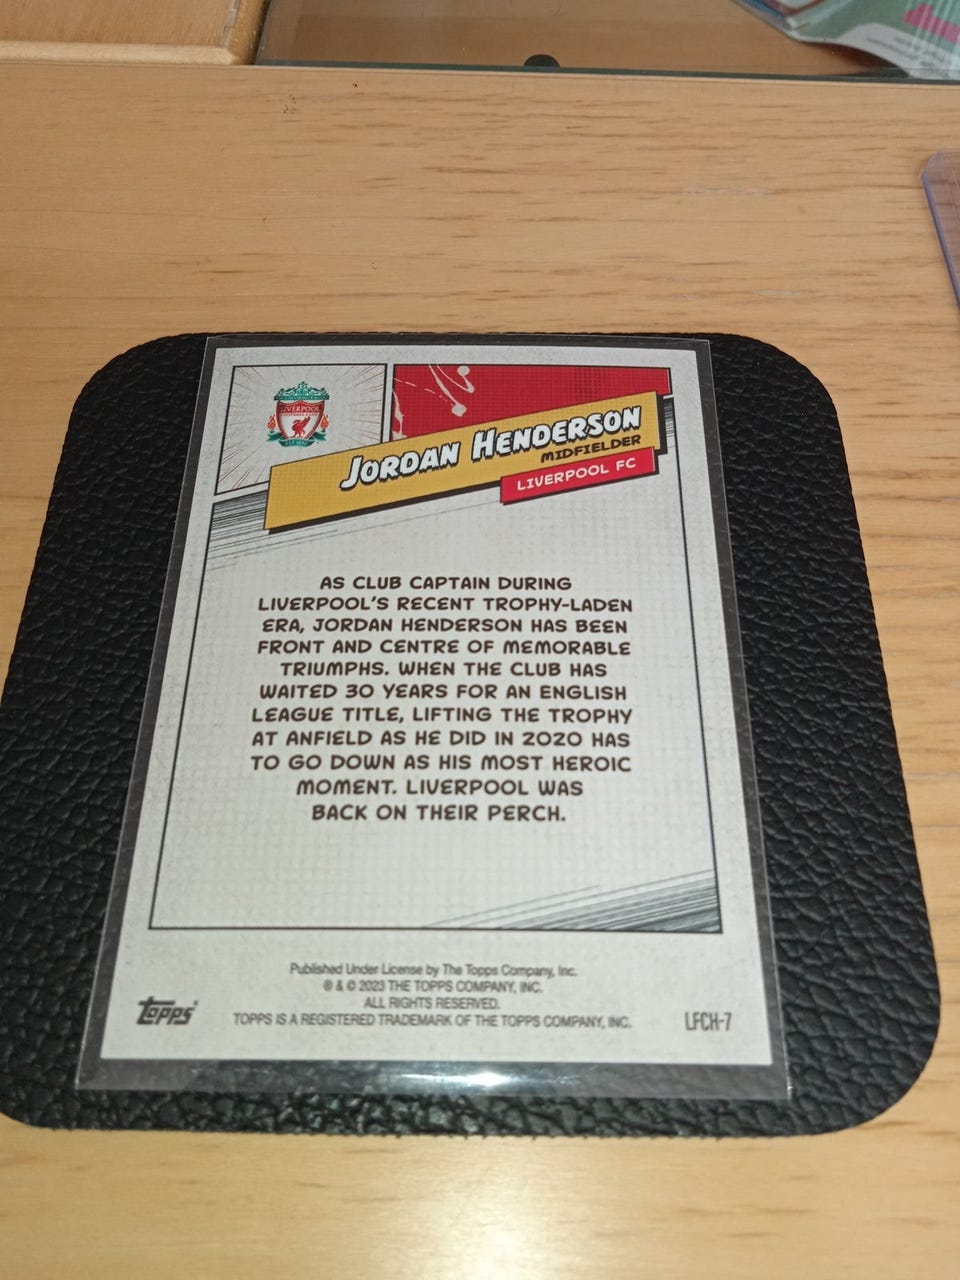 LIVERPOOL
JORDAN HENDERSON
MIDFIELDER
LIVERPOOL FC
AS CLUB CAPTAIN DURING
LIVERPOOL'S RECENT TROPHY-LADEN
ERA, JORDAN HENDERSON HAS BEEN
FRONT AND CENTRE OF MEMORABLE
TRIUMPHS. WHEN THE CLUB HAS
WAITED 30 YEARS FOR AN ENGLISH
LEAGUE TITLE, LIFTING THE TROPHY
AT ANFIELD AS HE DID IN 2020 HAS
TO GO DOWN AS HIS MOST HEROIC
MOMENT. LIVERPOOL WAS
BACK ON THEIR PERCH.
Published Under License by The Topps Company, Inc.
® & © 2023 THE TOPPS COMPANY, INC.
ALL RIGHTS RESERVED.
TOPPS IS A REGISTERED TRADEMARK OF THE TOPPS COMPANY, INC.
Topps
LFCH-7